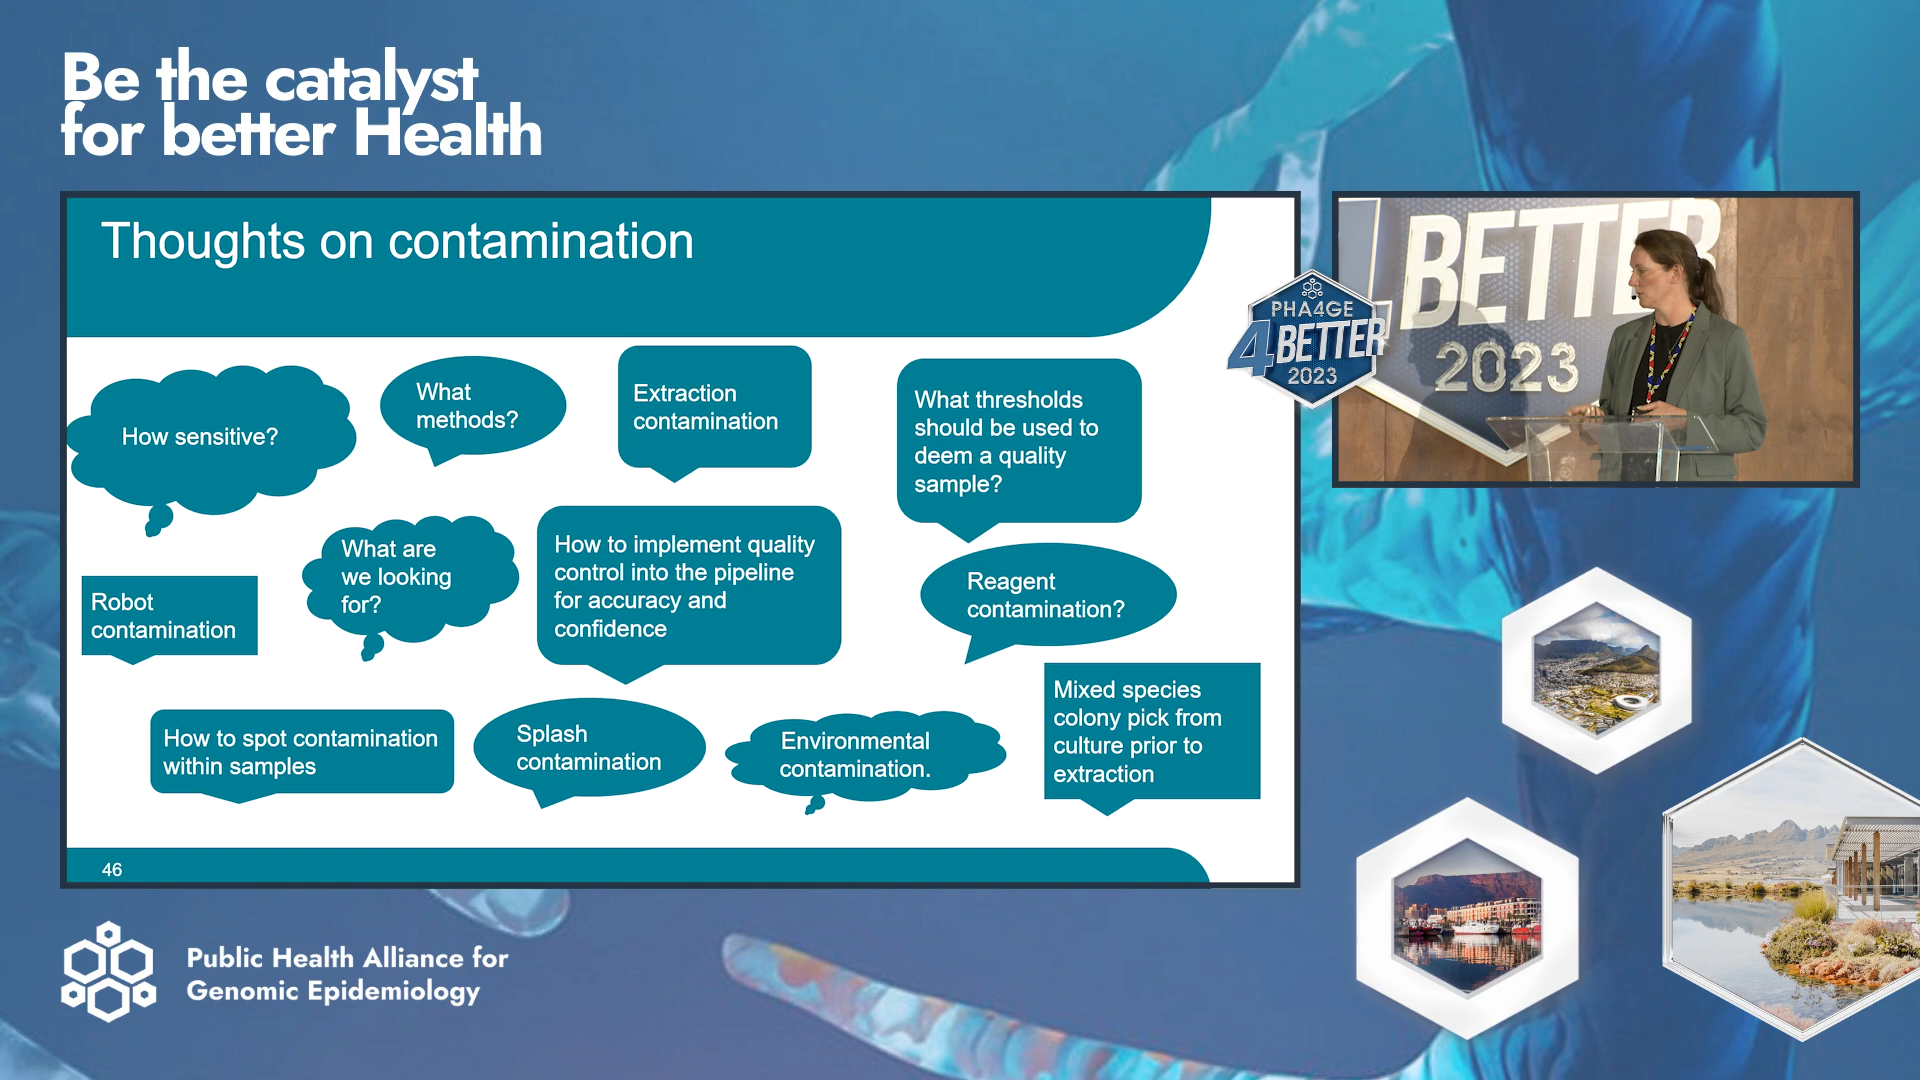 Be the catalyst
for better Health
Thoughts on contamination
How sensitive?
What
methods?
Extraction
contamination
What thresholds
should be used to
deem a quality
sample?
Robot
contamination
What are
we looking
for?
How to implement quality
control into the pipeline
for accuracy and
confidence
Reagent
contamination?
How to spot contamination
within samples
Splash
contamination
Environmental
contamination.
Mixed species
colony pick from
culture prior to
extraction
46
PHA4GE
4BETTER
2023
BETTER
2023
Public Health Alliance for
Genomic Epidemiology